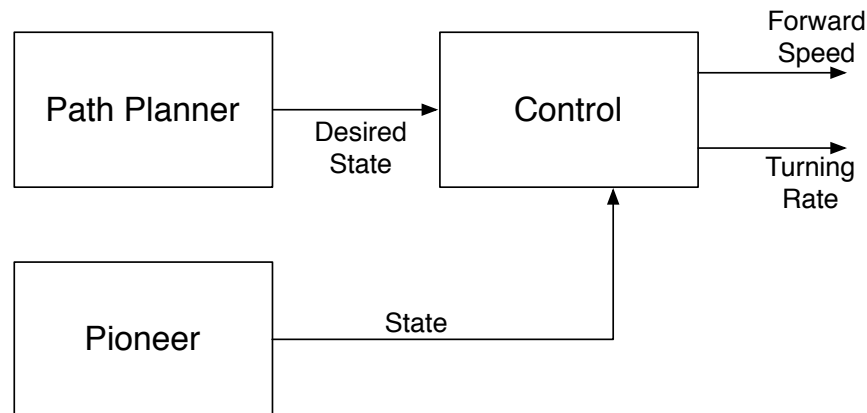 Forward
Speed
Path Planner
Desired
State
Control
Turning
Rate
Pioneer
State